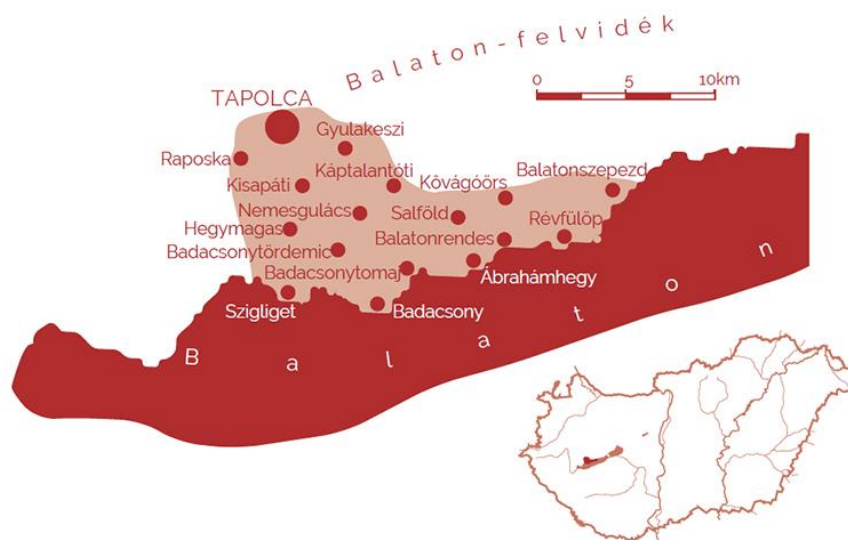 Balaton-felvidék
0 5 10km
TAPOLCA
Gyulakeszi
Raposka
Kisapáti
Káptalantóti
Kővágóörs
Balatonszepezd
Nemesgulács
Salföld
Révfülöp
Hegymagas
Balatonrendes
Badacsonytördemic
Badacsonytomaj
Ábrahámhegy
Szigliget
Badacsony
Balaton